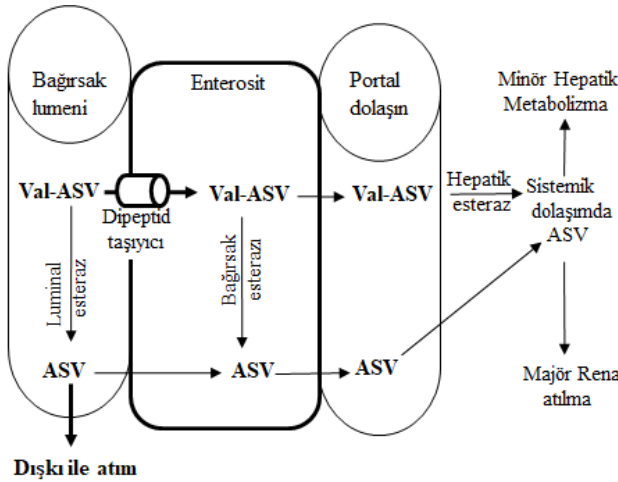 Bağırsak
lumeni
Enterosit
Portal
dolaşın
Minör Hepatik
Metabolizma
Val-ASV
Dipeptid
taşıyıcı
Val-ASV
Val-ASV
Hepatik
esteraz
Sistemik
dolaşımda
ASV
Luminal
esteraz
Bağırsak
esterazı
ASV
ASV
ASV
Majör Rena
atılma
Dışkı ile atım